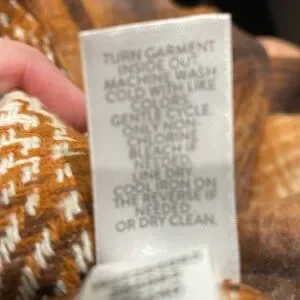 TURN GARMENT
INSIDE OUT.
MACHINE WASH
COLD WITH LIKE
COLORS.
GENTLE CYCLE.
ONLY NON-
CHLORINE
BLEACH IF
NEEDED.
LINE DRY.
COOL IRON ON
THE REVERSE IF
NEEDED
OR DRY CLEAN.